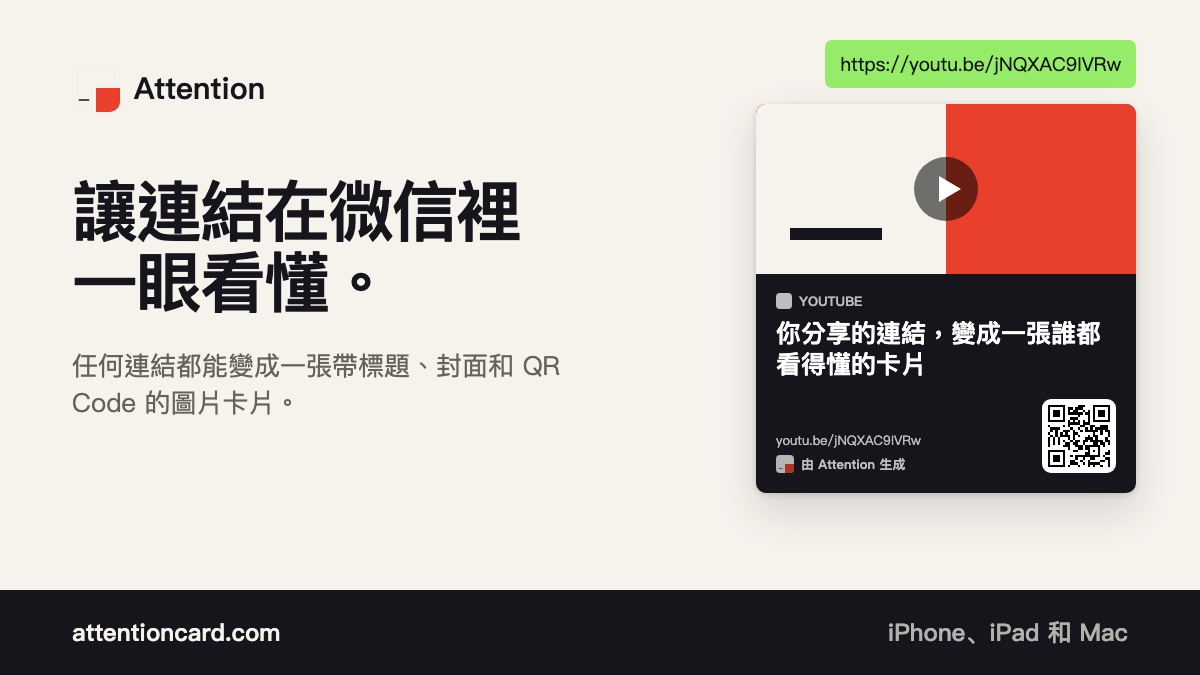 Attention
讓連結在微信裡
一眼看懂。
任何連結都能變成一張帶標題、封面和 QR
Code 的圖片卡片。
https://youtu.be/jNQXAC9IVRw
YOUTUBE
你分享的連結，變成一張誰都
看得懂的卡片
youtu.be/jNQXAC9IVRw
由 Attention 生成
attentioncard.com
iPhone、iPad 和 Mac